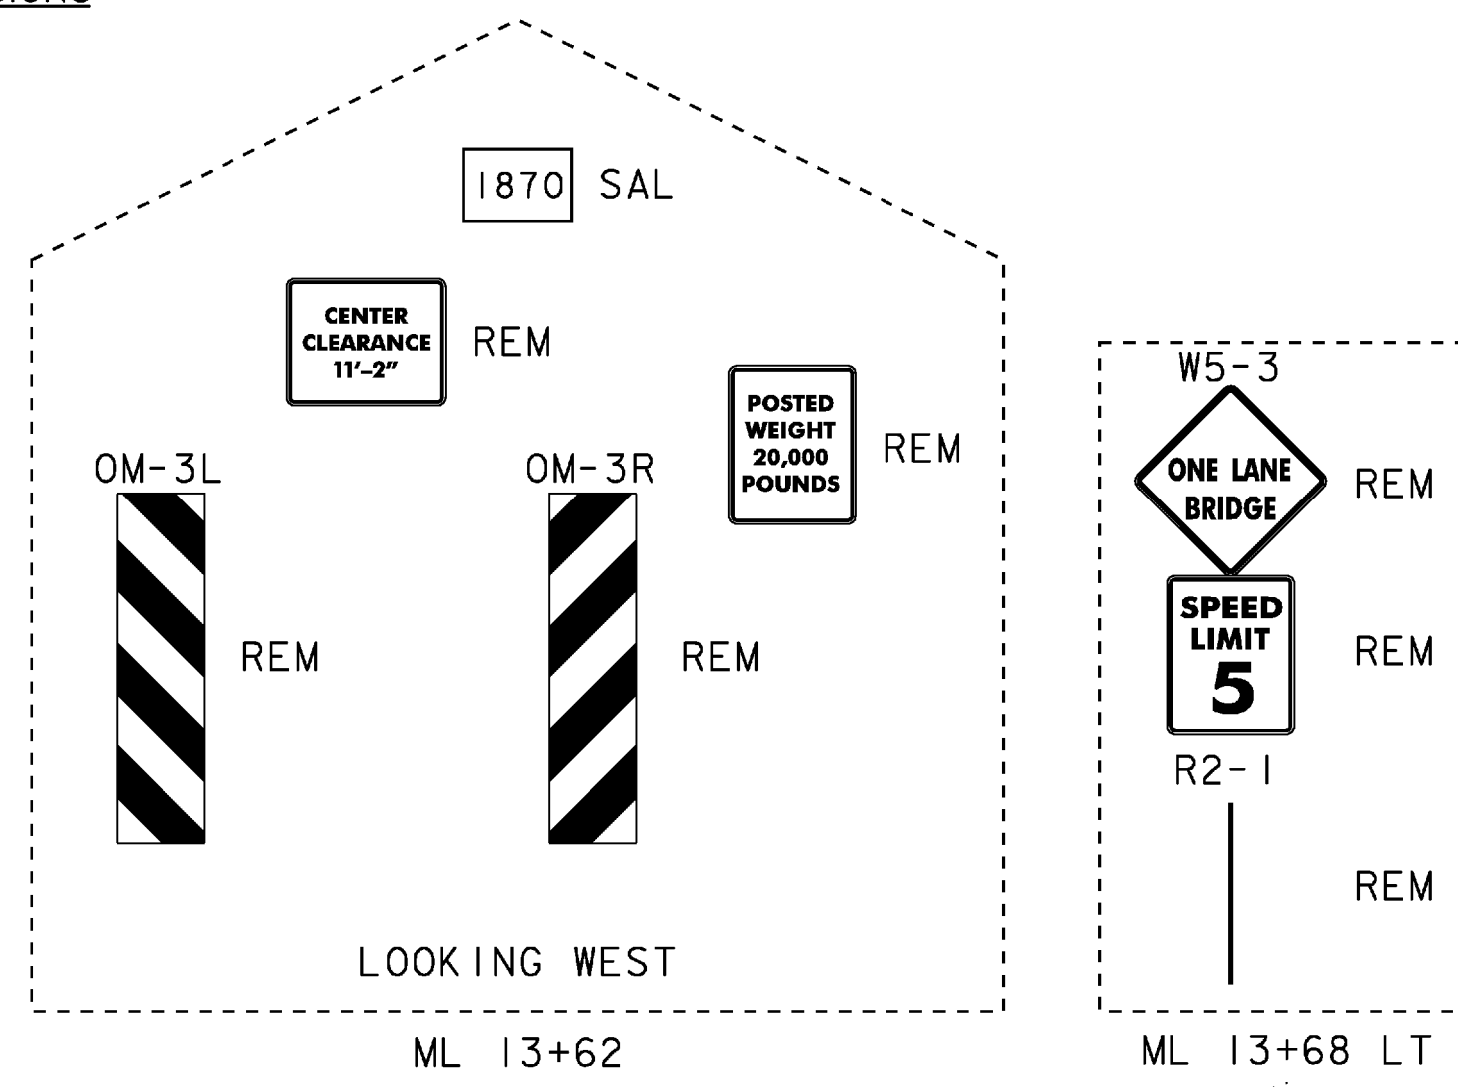 1870 SAL
CENTER
CLEARANCE
11'–2"
REM
POSTED
WEIGHT
20,000
POUNDS
REM
OM-3L
REM
OM-3R
REM
LOOKING WEST
ML 13+62
W5-3
ONE LANE
BRIDGE
REM
SPEED
LIMIT
5
REM
R2-1
REM
ML 13+68 LT